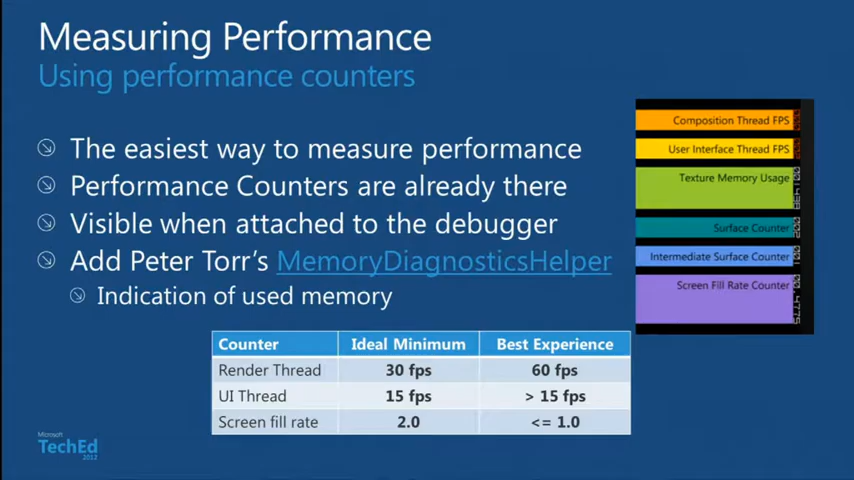 Measuring Performance
Using performance counters
The easiest way to measure performance
Performance Counters are already there
Visible when attached to the debugger
Add Peter Torr's MemoryDiagnosticsHelper
Indication of used memory
Composition Thread FPS
User Interface Thread FPS
Texture Memory Usage
Surface Counter
Intermediate Surface Counter
Screen Fill Rate Counter
Counter Ideal Minimum Best Experience
Render Thread 30 fps 60 fps
UI Thread 15 fps > 15 fps
Screen fill rate 2.0 <= 1.0
Microsoft
TechEd
2012